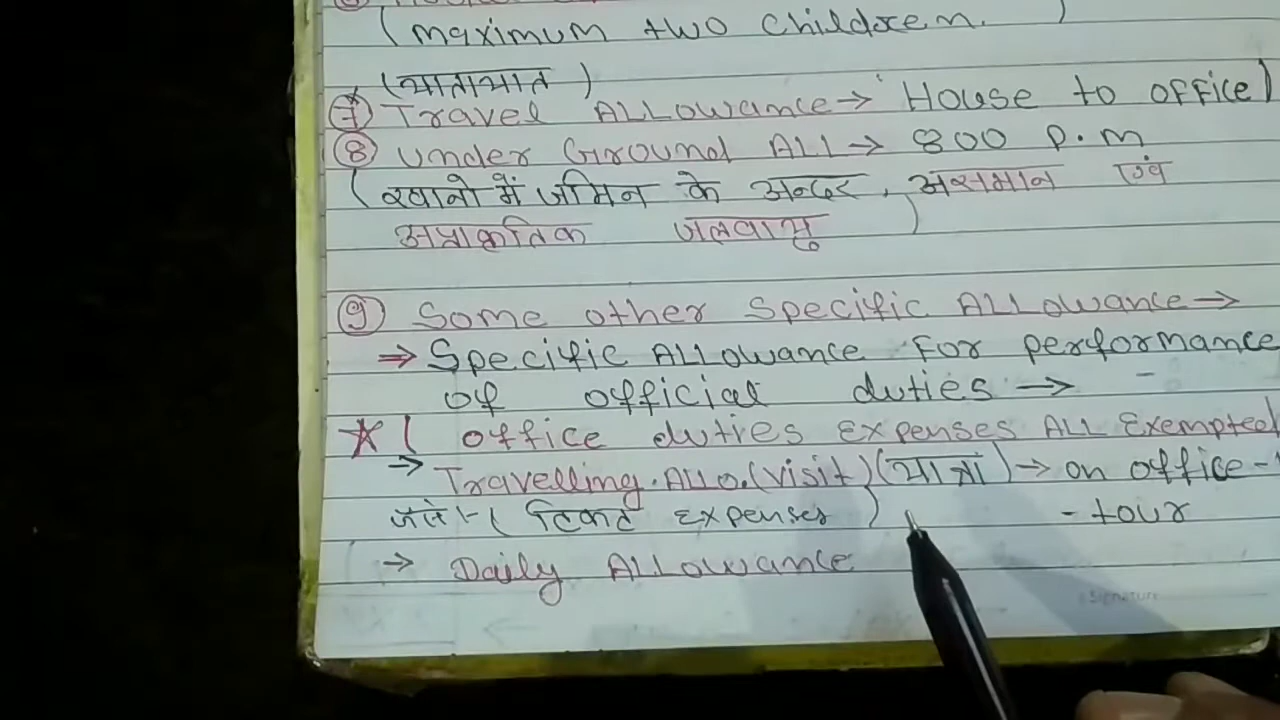 (maximum two children. )
(यातायात)
⑦ Travel ALLowance → House to office)
⑧ Under Ground ALL → 800 P.m
(खानो में जमिन के अन्दर, असमान एवं
अप्राकृतिक जलवायु )
⑨ Some other Specific ALLowance →
⇒ Specific ALLowance For performance
of official duties →
☆ ( office duties Expenses ALL Exempted
→ Travelling. Allo. (visit) (यात्रा) → on office -
जैसे :- ( टिकट Expenses ) - tour
→ Daily ALLowance
Signature